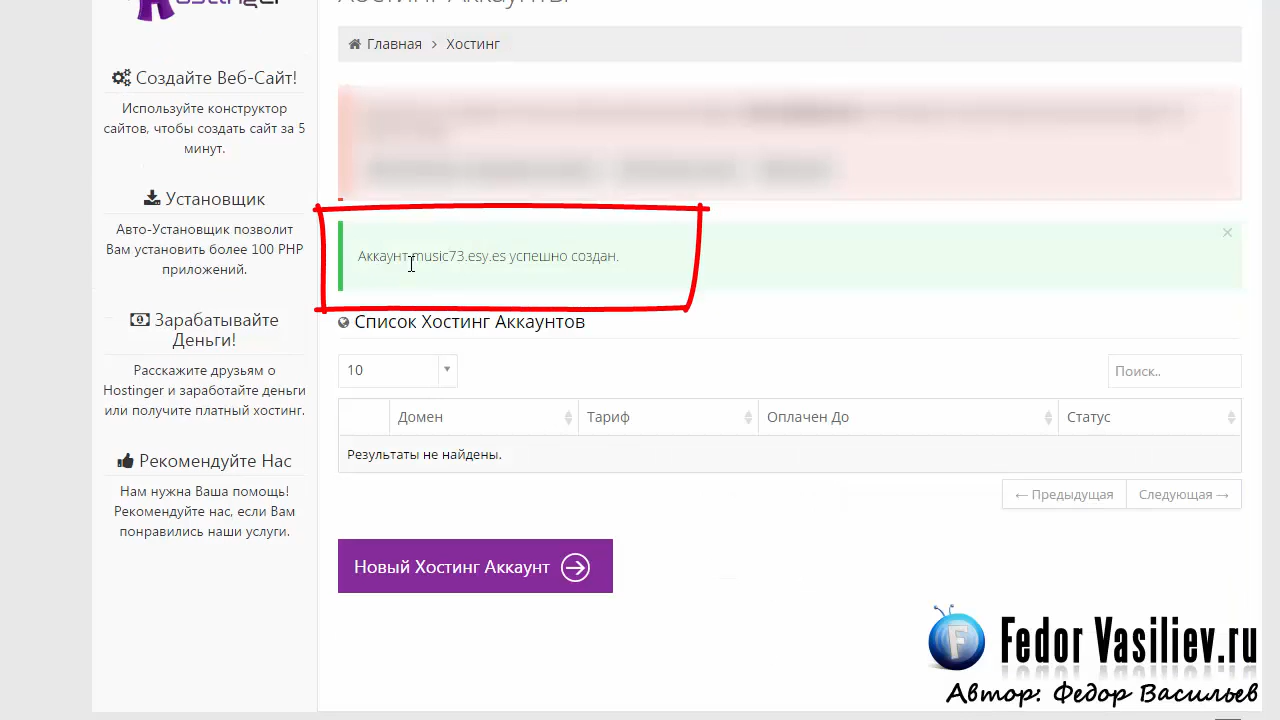 Hostinger
Хостинг Аккаунты
Главная > Хостинг
Создайте Веб-Сайт!
Используйте конструктор
сайтов, чтобы создать сайт за 5
минут.
Установщик
Авто-Установщик позволит
Вам установить более 100 PHP
приложений.
Зарабатывайте
Деньги!
Расскажите друзьям о
Hostinger и заработайте деньги
или получите платный хостинг.
Рекомендуйте Нас
Нам нужна Ваша помощь!
Рекомендуйте нас, если Вам
понравились наши услуги.
Аккаунт music73.esy.es успешно создан.
×
Список Хостинг Аккаунтов
10
Поиск..
Домен Тариф Оплачен До Статус
Результаты не найдены.
← Предыдущая Следующая →
Новый Хостинг Аккаунт
F Fedor Vasiliev.ru
Автор: Федор Васильев